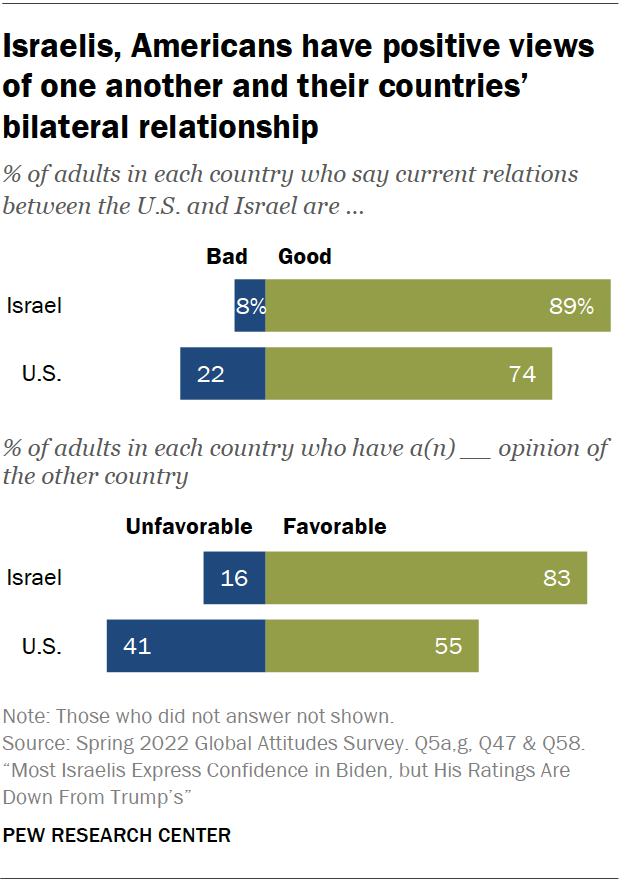 Israelis, Americans have positive views
of one another and their countries’
bilateral relationship
% of adults in each country who say current relations
between the U.S. and Israel are ...
Bad Good
Israel 8% 89%
U.S. 22 74
% of adults in each country who have a(n) __ opinion of
the other country
Unfavorable Favorable
Israel 16 83
U.S. 41 55
Note: Those who did not answer not shown.
Source: Spring 2022 Global Attitudes Survey. Q5a,g, Q47 & Q58.
“Most Israelis Express Confidence in Biden, but His Ratings Are
Down From Trump’s”
PEW RESEARCH CENTER